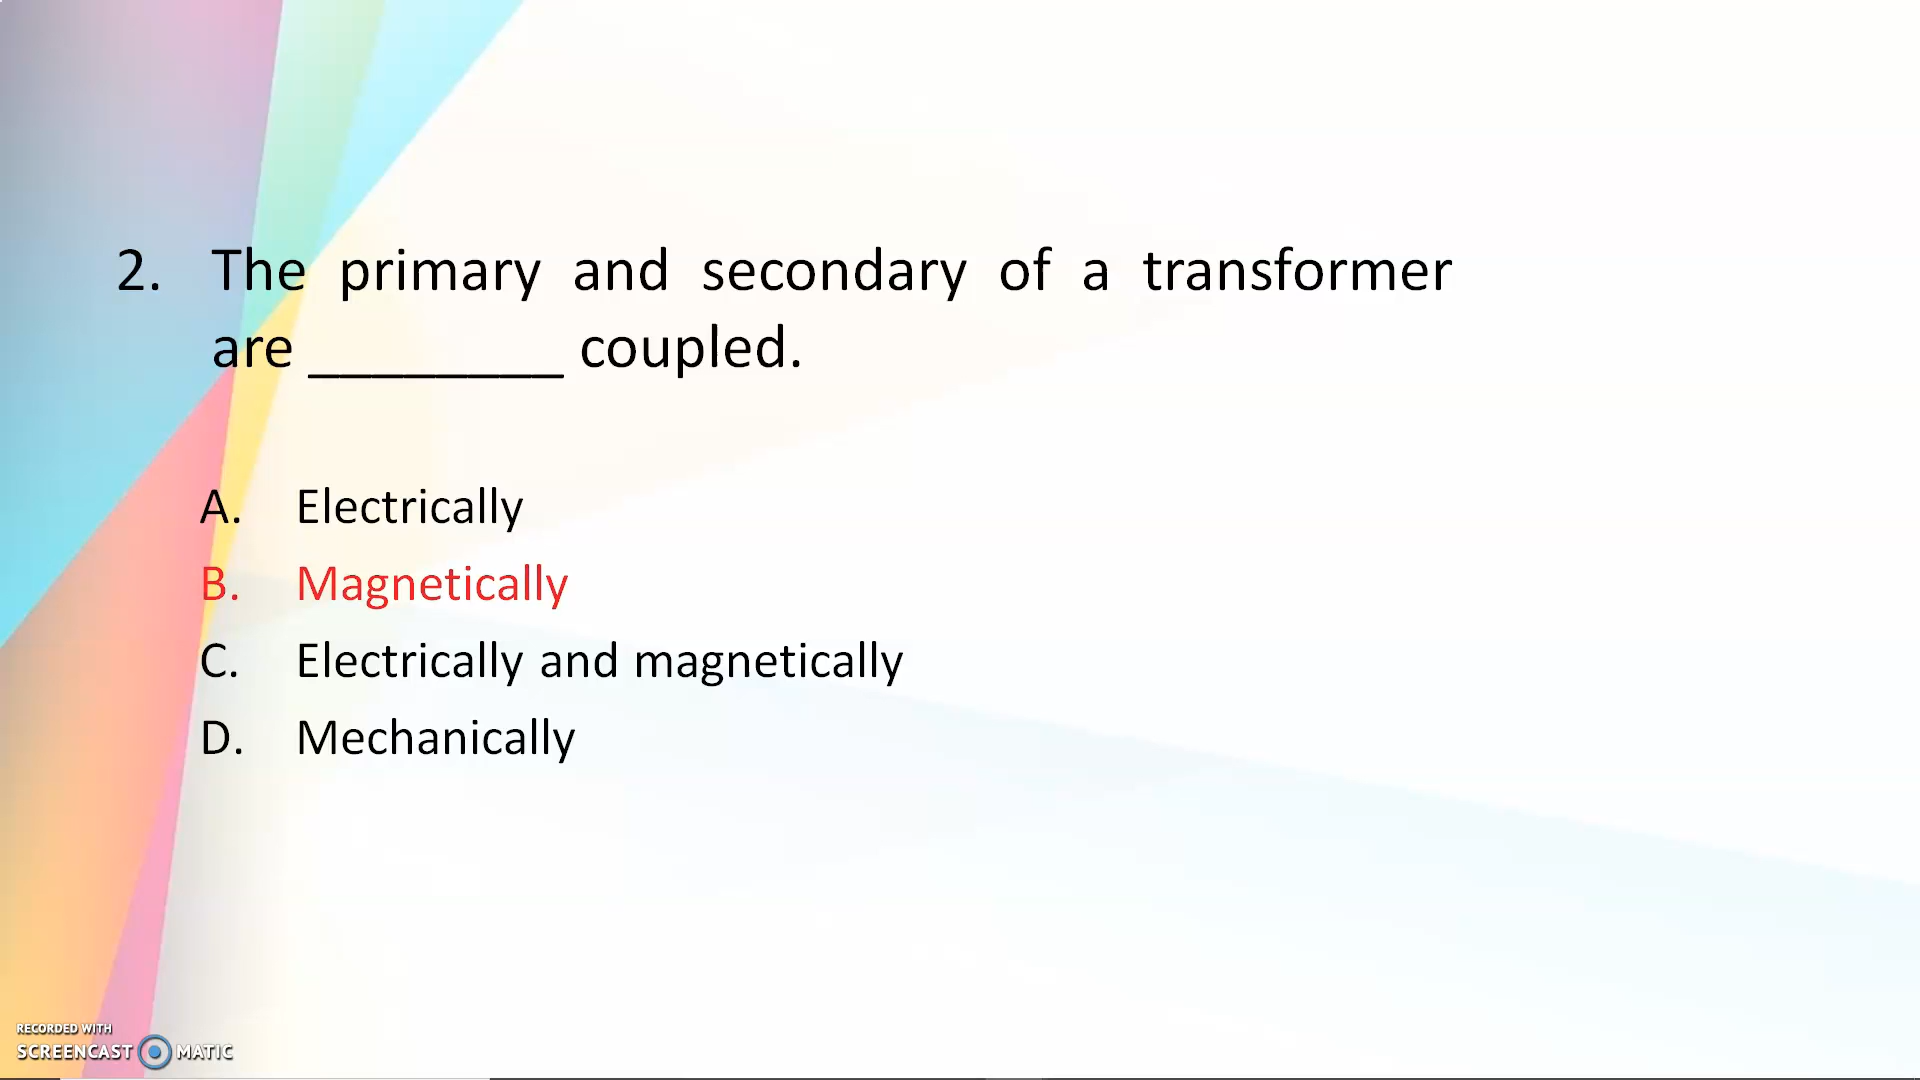 2. The primary and secondary of a transformer
are ________ coupled.
A. Electrically
B. Magnetically
C. Electrically and magnetically
D. Mechanically
RECORDED WITH
SCREENCAST MATIC